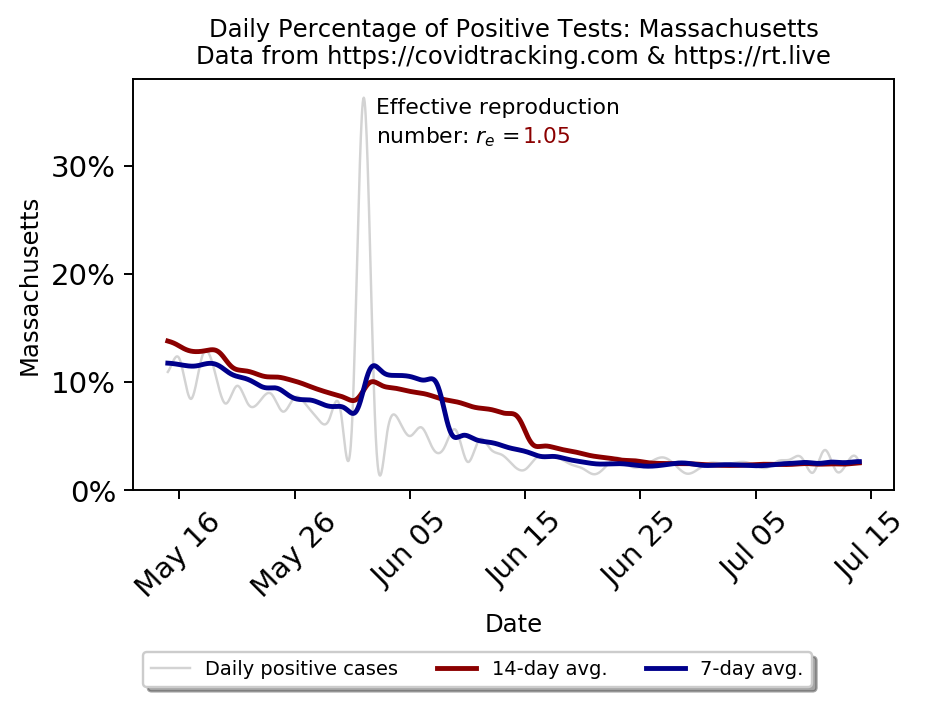 Daily Percentage of Positive Tests: Massachusetts
Data from https://covidtracking.com & https://rt.live
Effective reproduction
number: rₑ =1.05
Massachusetts
30%
20%
10%
0%
May 16
May 26
Jun 05
Jun 15
Jun 25
Jul 05
Jul 15
Date
Daily positive cases
14-day avg.
7-day avg.